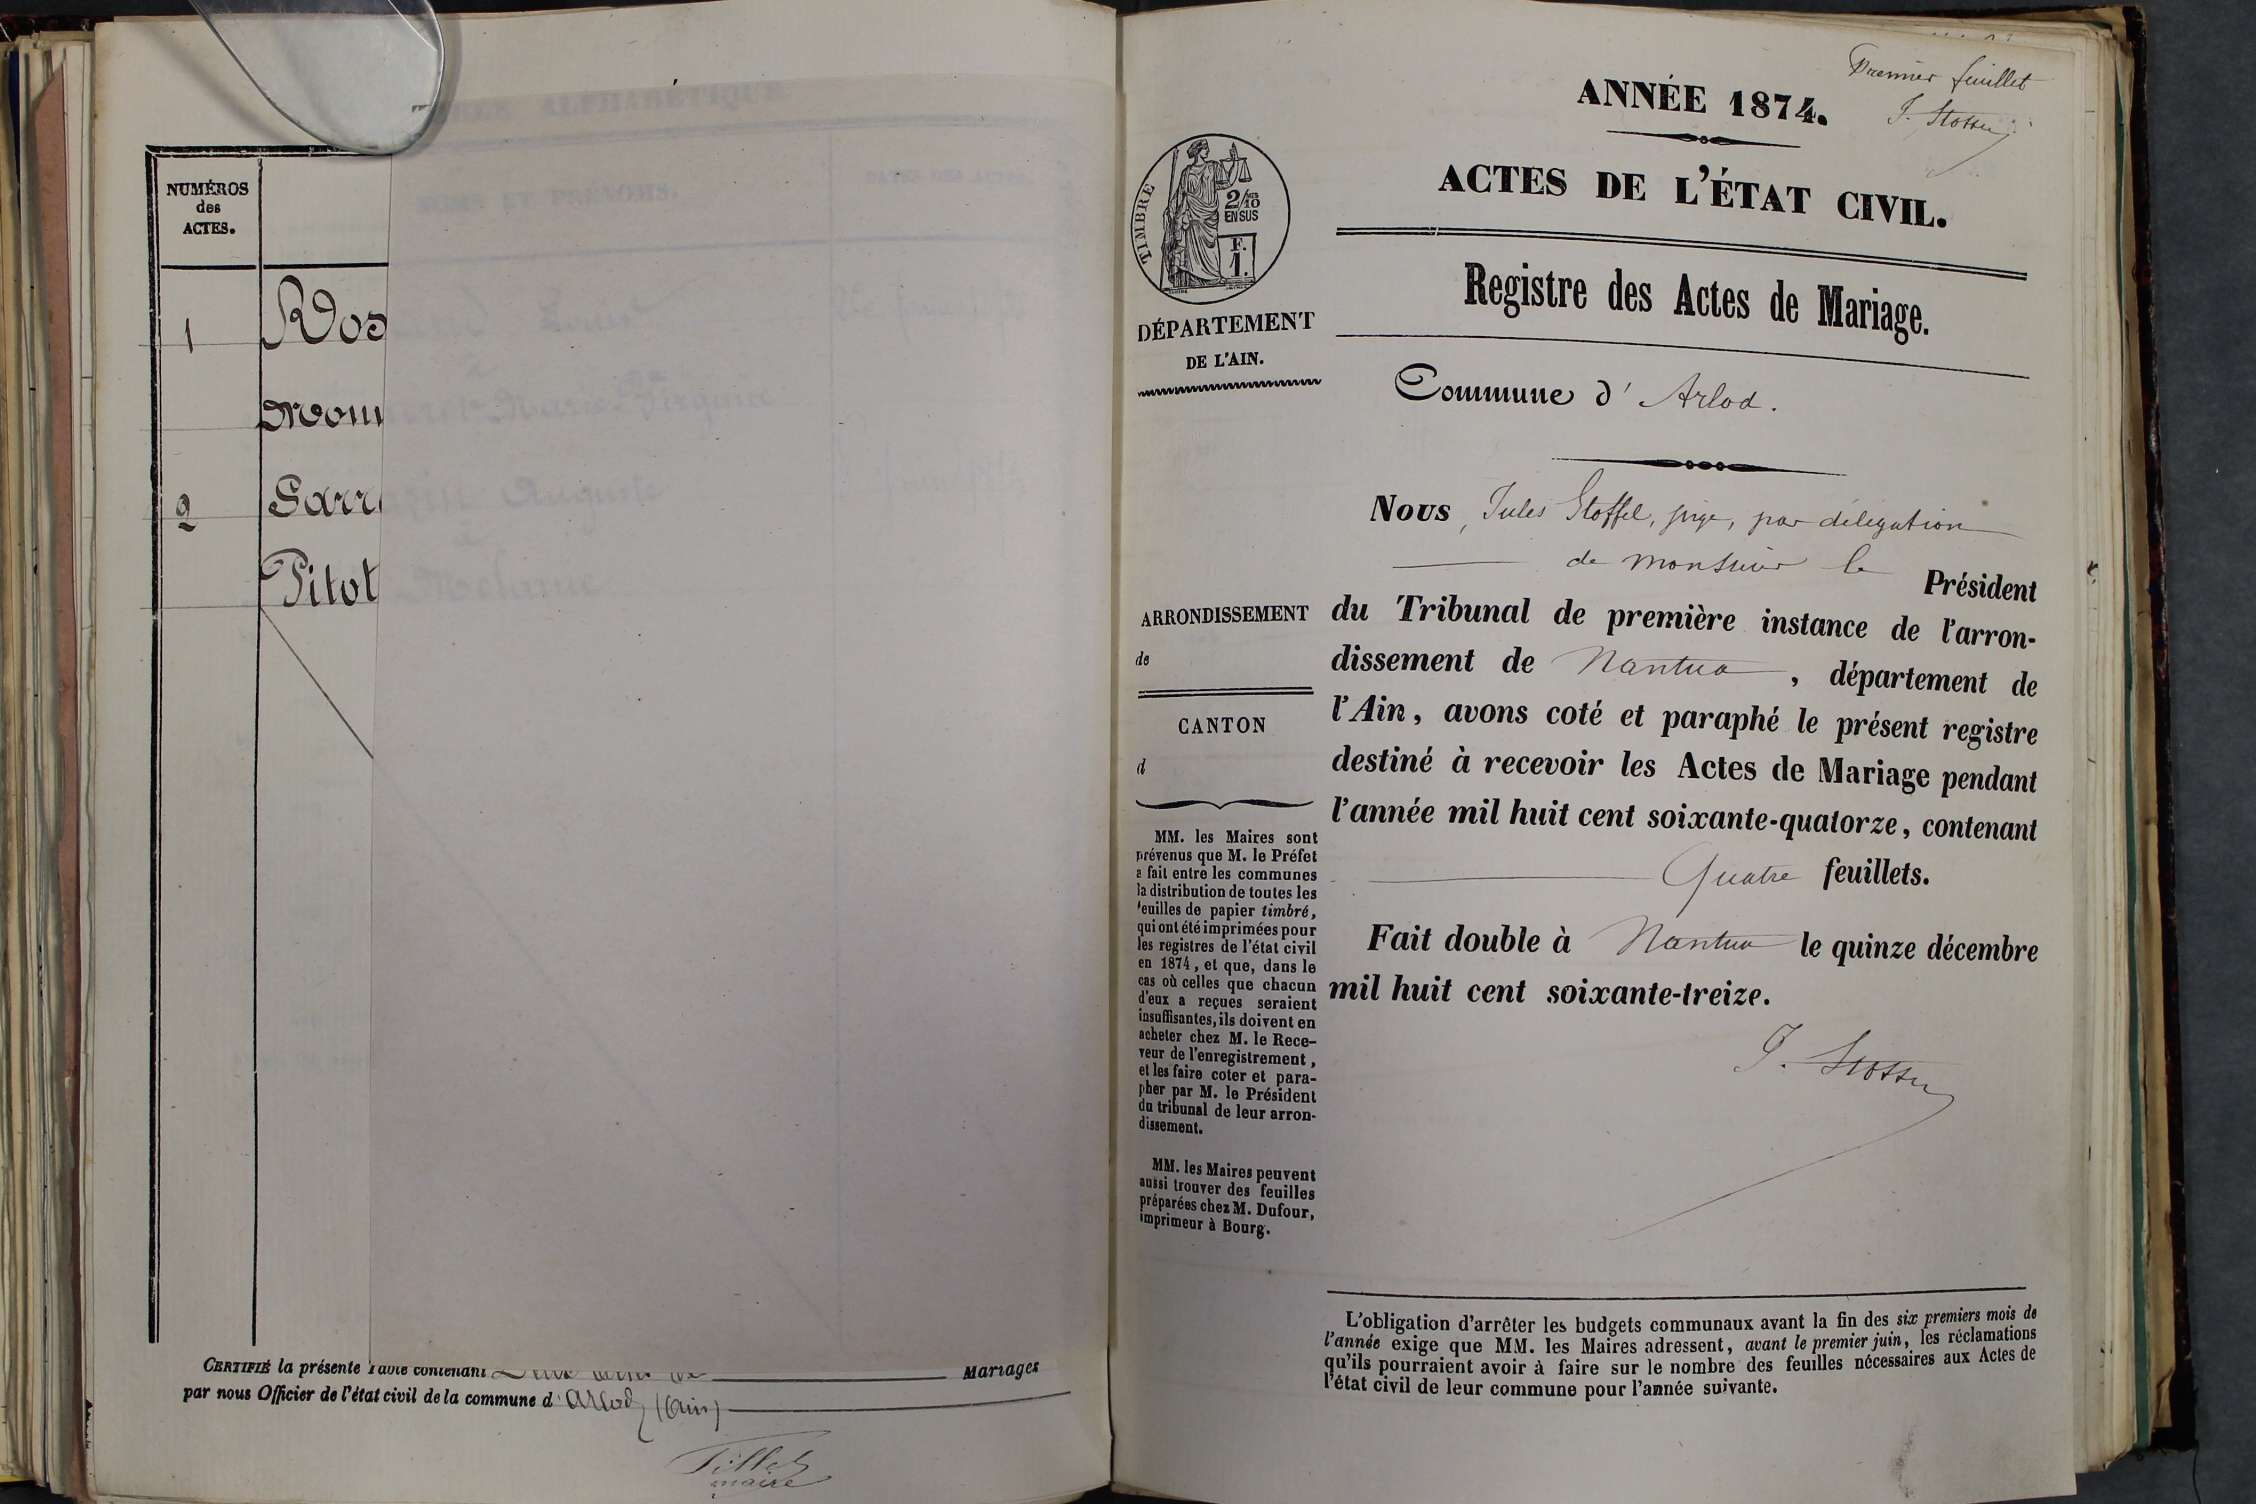 NUMÉROS
des
ACTES.
1
2
Pitot
CERTIFIÉ la présente Table contenant Mariages
par nous Officier de l'état civil de la commune d' Arlod (Ain)
maire
Premier feuillet
ANNÉE 1874.
ACTES DE L'ÉTAT CIVIL.
TIMBRE
2/10
EN SUS
F.
1.
Registre des Actes de Mariage.
DÉPARTEMENT
DE L'AIN.
Commune d' Arlod.
Nous, Jules Stoffel, juge, par délégation
de monsieur le Président
du Tribunal de première instance de l'arron-
dissement de Nantua, département de
l'Ain, avons coté et paraphé le présent registre
destiné à recevoir les Actes de Mariage pendant
l'année mil huit cent soixante-quatorze, contenant
Quatre feuillets.
Fait double à Nantua le quinze décembre
mil huit cent soixante-treize.
ARRONDISSEMENT
de
CANTON
d
MM. les Maires sont
prévenus que M. le Préfet
a fait entre les communes
la distribution de toutes les
feuilles de papier timbré,
qui ont été imprimées pour
les registres de l'état civil
en 1874, et que, dans le
cas où celles que chacun
d'eux a reçues seraient
insuffisantes, ils doivent en
acheter chez M. le Rece-
veur de l'enregistrement,
et les faire coter et para-
pher par M. le Président
du tribunal de leur arron-
dissement.
MM. les Maires peuvent
aussi trouver des feuilles
préparées chez M. Dufour,
imprimeur à Bourg.
L'obligation d'arrêter les budgets communaux avant la fin des six premiers mois de
l'année exige que MM. les Maires adressent, avant le premier juin, les réclamations
qu'ils pourraient avoir à faire sur le nombre des feuilles nécessaires aux Actes de
l'état civil de leur commune pour l'année suivante.